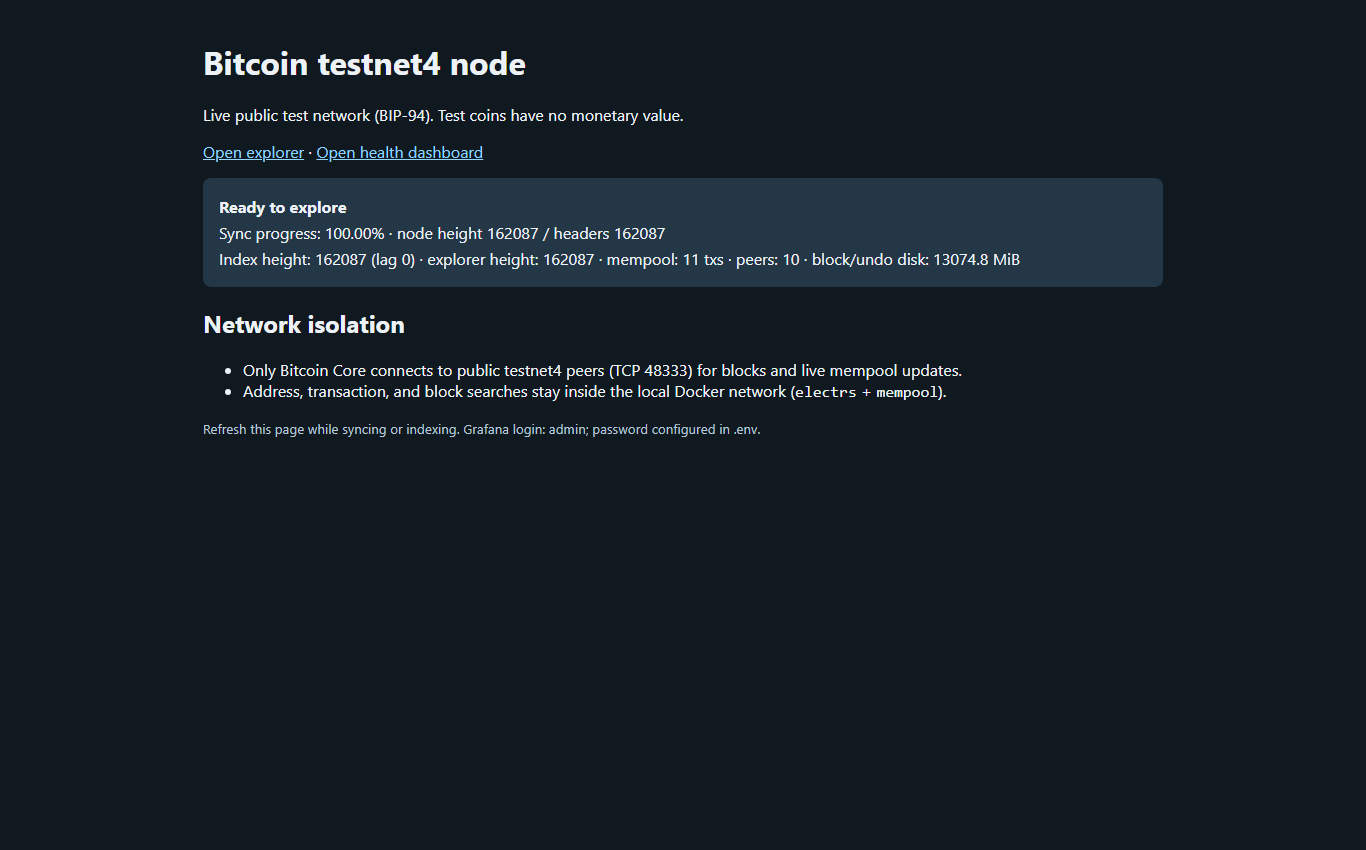 Bitcoin testnet4 node
Live public test network (BIP-94). Test coins have no monetary value.
Open explorer · Open health dashboard
Ready to explore
Sync progress: 100.00% · node height 162087 / headers 162087
Index height: 162087 (lag 0) · explorer height: 162087 · mempool: 11 txs · peers: 10 · block/undo disk: 13074.8 MiB
Network isolation
• Only Bitcoin Core connects to public testnet4 peers (TCP 48333) for blocks and live mempool updates.
• Address, transaction, and block searches stay inside the local Docker network (electrs + mempool).
Refresh this page while syncing or indexing. Grafana login: admin; password configured in .env.